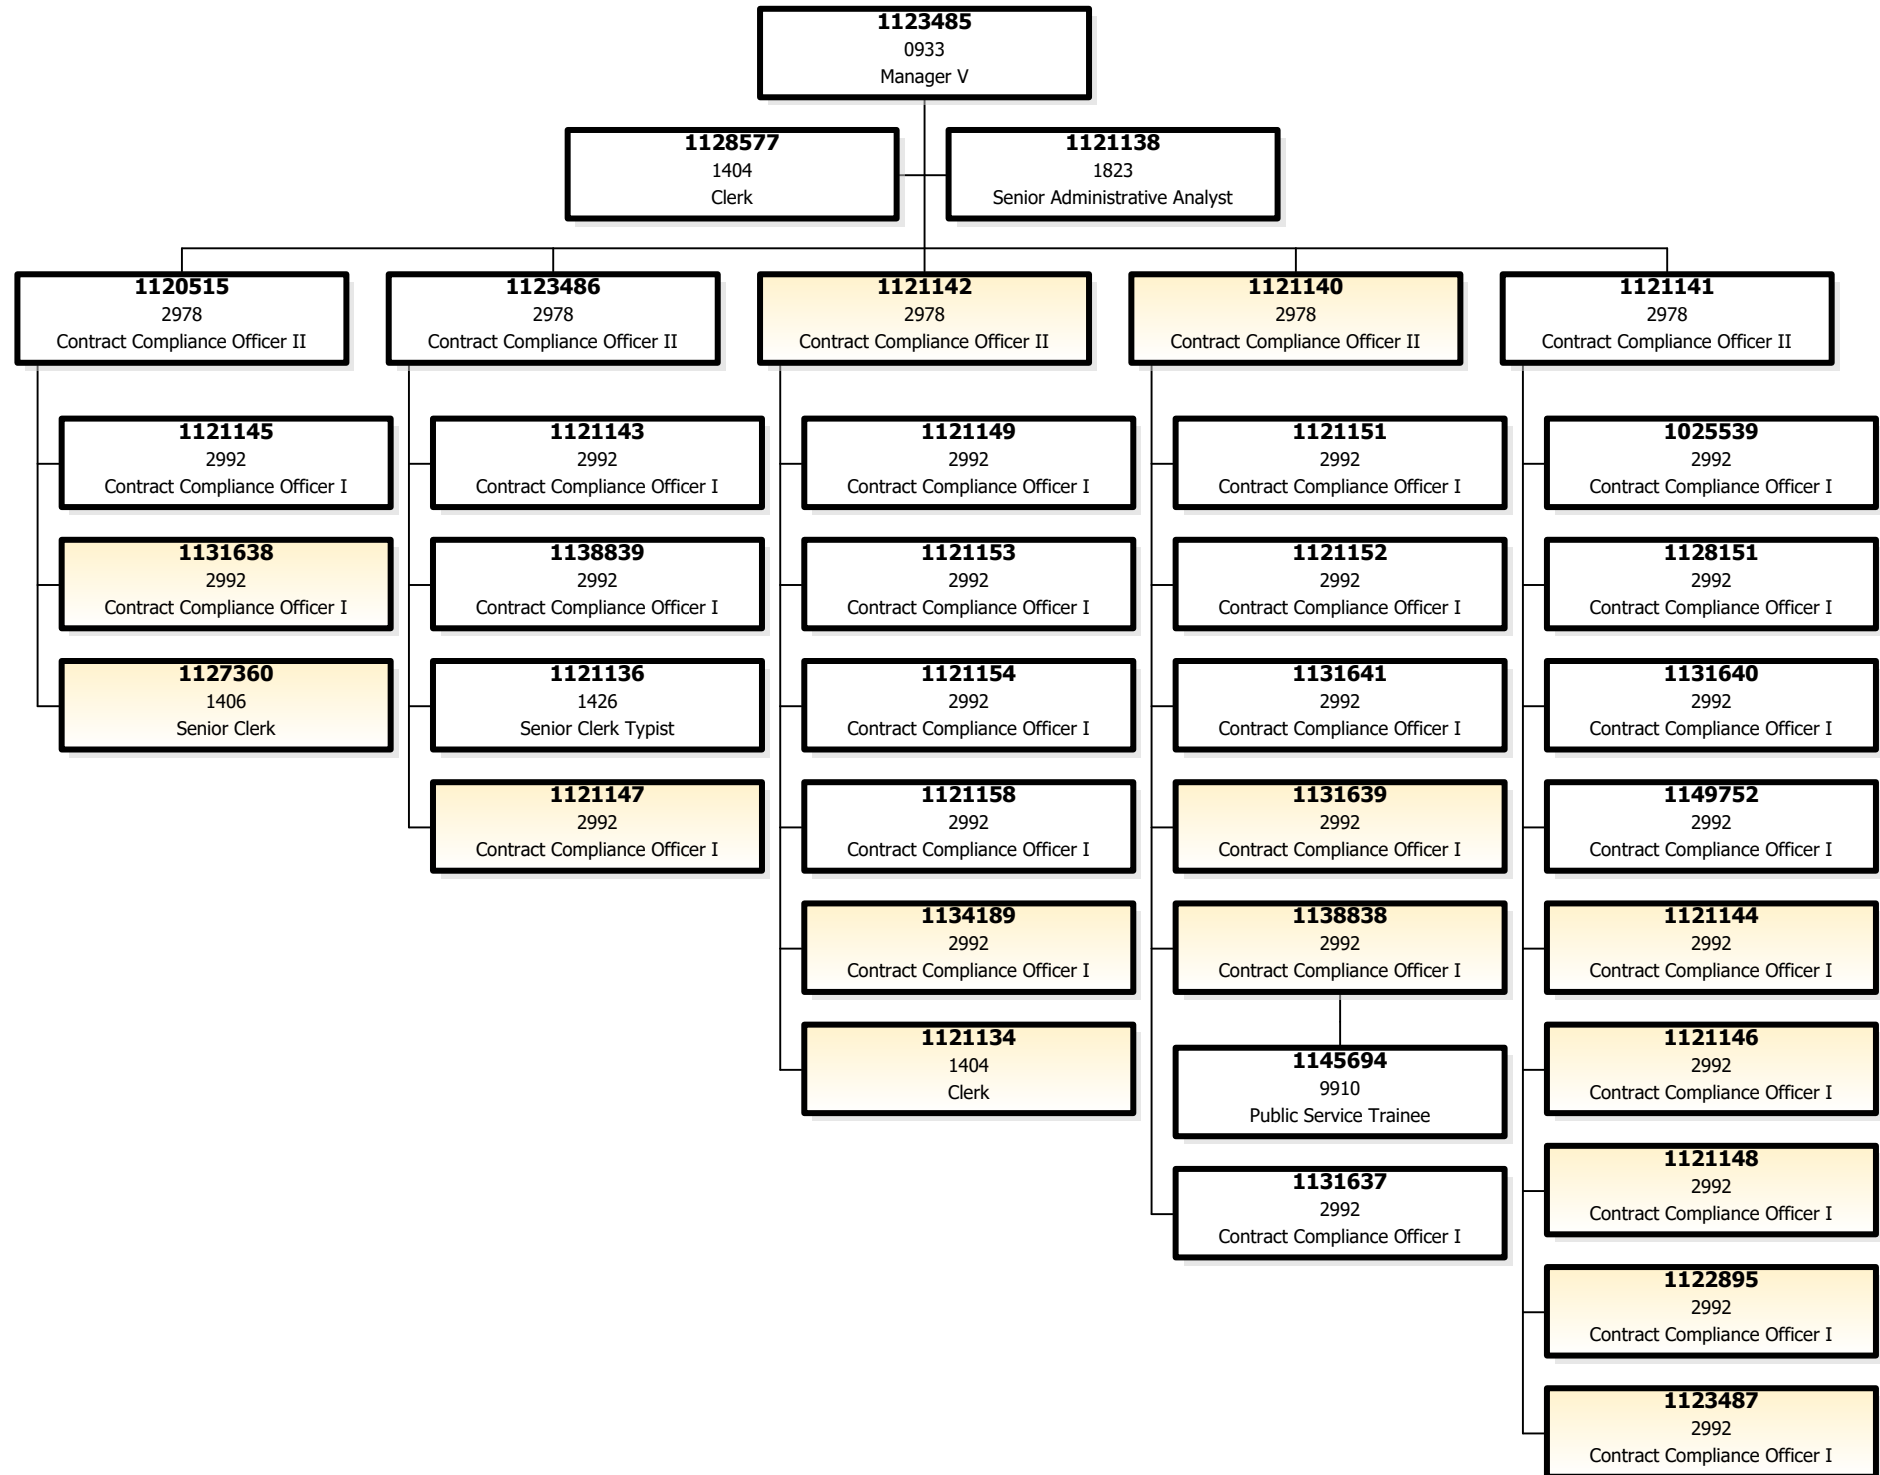 1123485
0933
Manager V
1128577
1404
Clerk
1121138
1823
Senior Administrative Analyst
1120515
2978
Contract Compliance Officer II
1121145
2992
Contract Compliance Officer I
1131638
2992
Contract Compliance Officer I
1127360
1406
Senior Clerk
1123486
2978
Contract Compliance Officer II
1121143
2992
Contract Compliance Officer I
1138839
2992
Contract Compliance Officer I
1121136
1426
Senior Clerk Typist
1121147
2992
Contract Compliance Officer I
1121142
2978
Contract Compliance Officer II
1121149
2992
Contract Compliance Officer I
1121153
2992
Contract Compliance Officer I
1121154
2992
Contract Compliance Officer I
1121158
2992
Contract Compliance Officer I
1134189
2992
Contract Compliance Officer I
1121134
1404
Clerk
1121140
2978
Contract Compliance Officer II
1121151
2992
Contract Compliance Officer I
1121152
2992
Contract Compliance Officer I
1131641
2992
Contract Compliance Officer I
1131639
2992
Contract Compliance Officer I
1138838
2992
Contract Compliance Officer I
1145694
9910
Public Service Trainee
1131637
2992
Contract Compliance Officer I
1121141
2978
Contract Compliance Officer II
1025539
2992
Contract Compliance Officer I
1128151
2992
Contract Compliance Officer I
1131640
2992
Contract Compliance Officer I
1149752
2992
Contract Compliance Officer I
1121144
2992
Contract Compliance Officer I
1121146
2992
Contract Compliance Officer I
1121148
2992
Contract Compliance Officer I
1122895
2992
Contract Compliance Officer I
1123487
2992
Contract Compliance Officer I